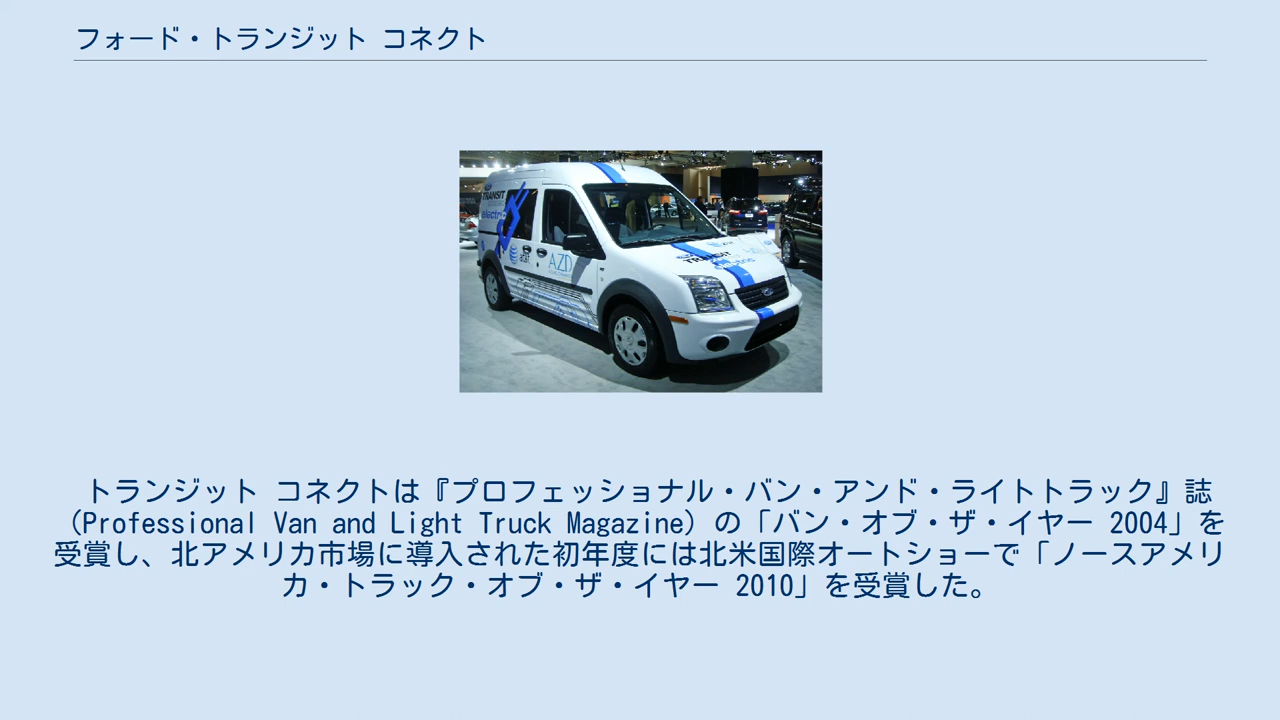 フォード・トランジット コネクト
TRANSIT
electric
at&t
AZD
TRANSIT
トランジット コネクトは『プロフェッショナル・バン・アンド・ライトトラック』誌
（Professional Van and Light Truck Magazine）の「バン・オブ・ザ・イヤー 2004」を
受賞し、北アメリカ市場に導入された初年度には北米国際オートショーで「ノースアメリ
カ・トラック・オブ・ザ・イヤー 2010」を受賞した。